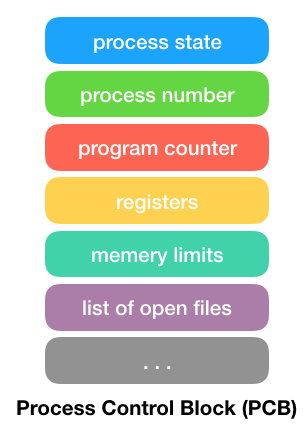 process state
process number
program counter
registers
memery limits
list of open files
. . .
Process Control Block (PCB)